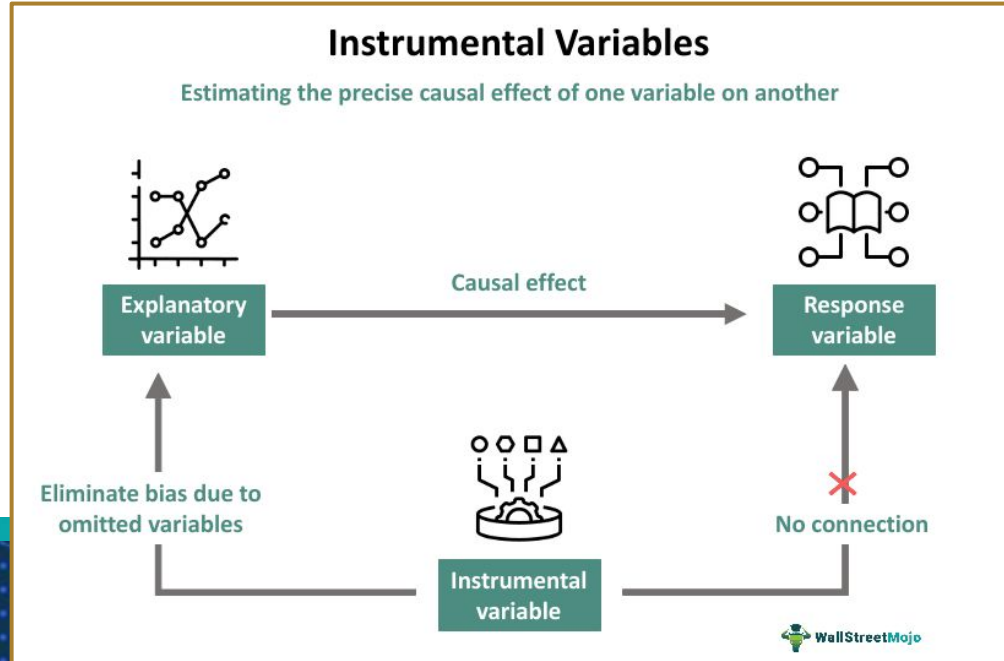 Instrumental Variables
Estimating the precise causal effect of one variable on another
Causal effect
Explanatory
variable
Response
variable
Eliminate bias due to
omitted variables
No connection
Instrumental
variable
WallStreetMojo